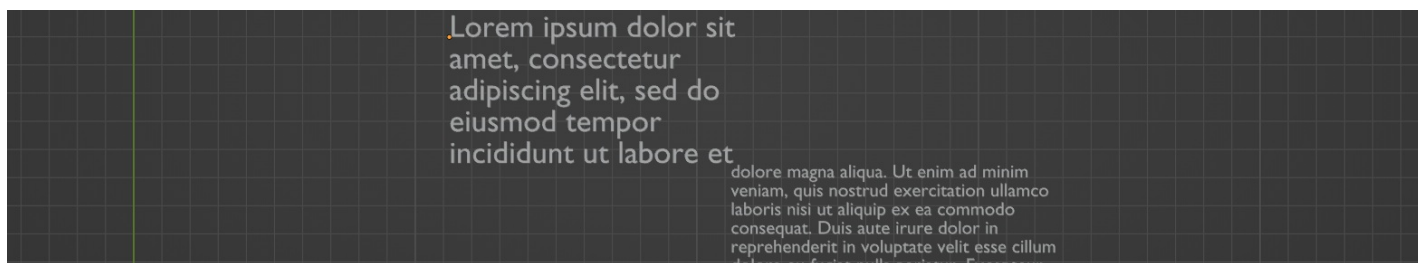 Lorem ipsum dolor sit
amet, consectetur
adipiscing elit, sed do
eiusmod tempor
incididunt ut labore et
dolore magna aliqua. Ut enim ad minim
veniam, quis nostrud exercitation ullamco
laboris nisi ut aliquip ex ea commodo
consequat. Duis aute irure dolor in
reprehenderit in voluptate velit esse cillum